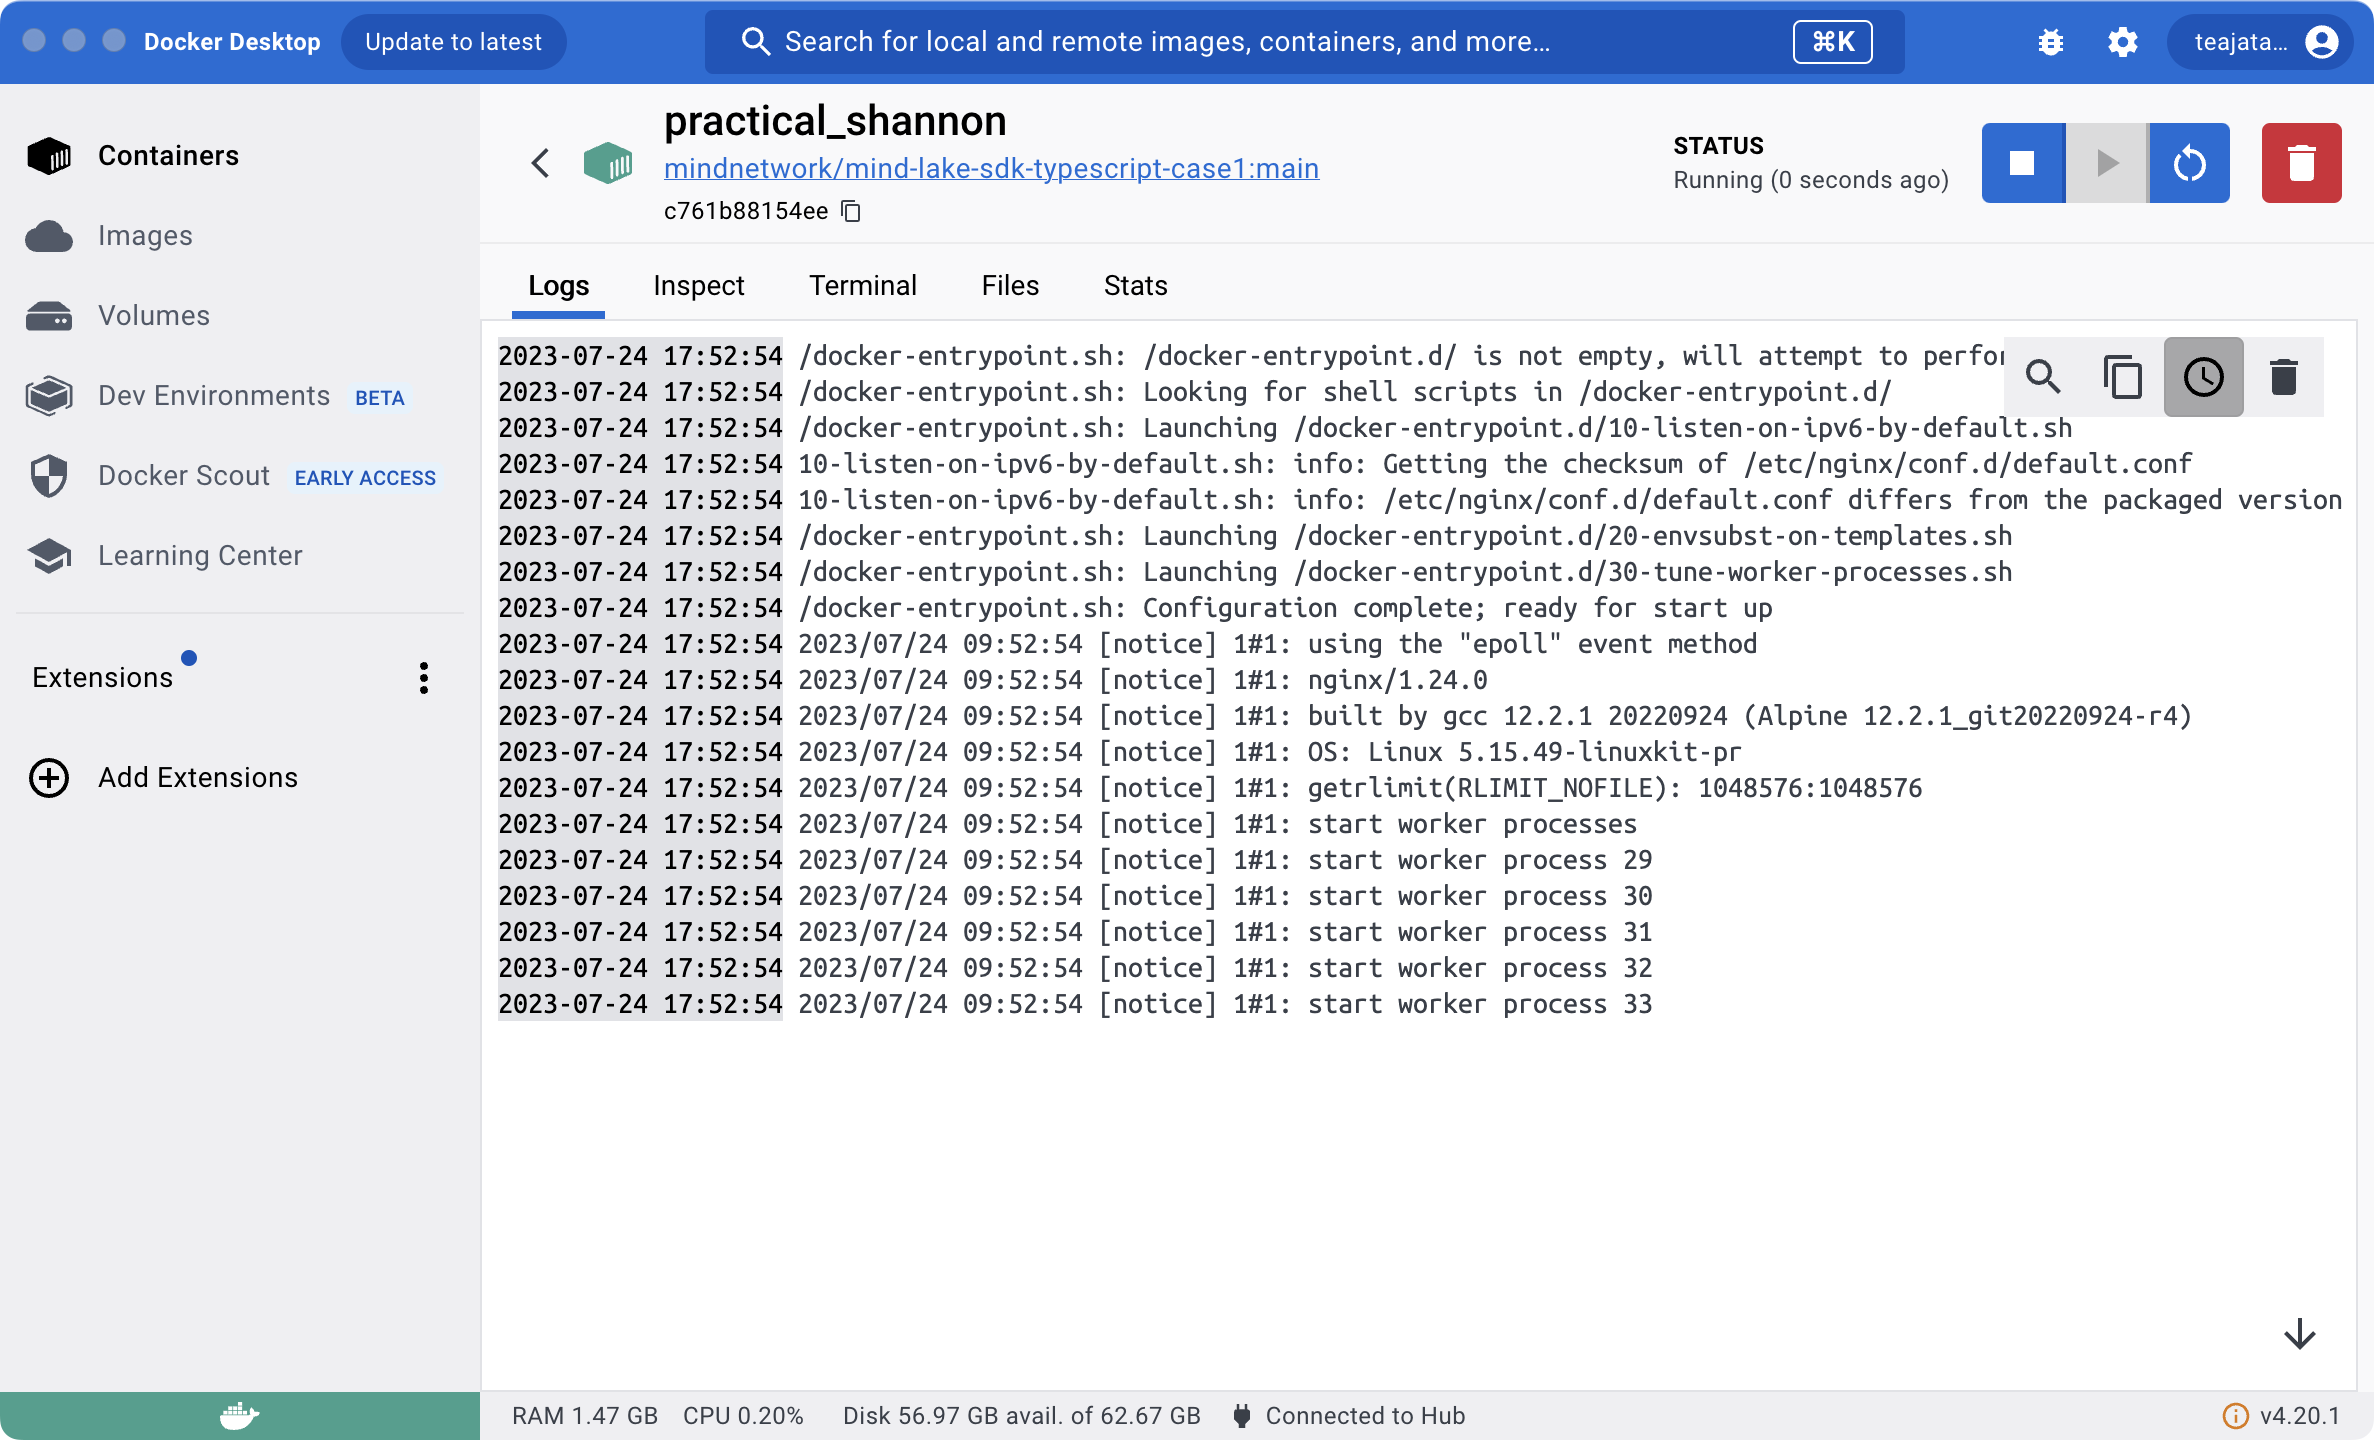 Docker Desktop
Update to latest
Search for local and remote images, containers, and more...
⌘K
teajata...
Containers
Images
Volumes
Dev Environments BETA
Docker Scout EARLY ACCESS
Learning Center
Extensions
Add Extensions
practical_shannon
mindnetwork/mind-lake-sdk-typescript-case1:main
c761b88154ee
STATUS
Running (0 seconds ago)
Logs Inspect Terminal Files Stats
2023-07-24 17:52:54 /docker-entrypoint.sh: /docker-entrypoint.d/ is not empty, will attempt to perfor
2023-07-24 17:52:54 /docker-entrypoint.sh: Looking for shell scripts in /docker-entrypoint.d/
2023-07-24 17:52:54 /docker-entrypoint.sh: Launching /docker-entrypoint.d/10-listen-on-ipv6-by-default.sh
2023-07-24 17:52:54 10-listen-on-ipv6-by-default.sh: info: Getting the checksum of /etc/nginx/conf.d/default.conf
2023-07-24 17:52:54 10-listen-on-ipv6-by-default.sh: info: /etc/nginx/conf.d/default.conf differs from the packaged version
2023-07-24 17:52:54 /docker-entrypoint.sh: Launching /docker-entrypoint.d/20-envsubst-on-templates.sh
2023-07-24 17:52:54 /docker-entrypoint.sh: Launching /docker-entrypoint.d/30-tune-worker-processes.sh
2023-07-24 17:52:54 /docker-entrypoint.sh: Configuration complete; ready for start up
2023-07-24 17:52:54 2023/07/24 09:52:54 [notice] 1#1: using the "epoll" event method
2023-07-24 17:52:54 2023/07/24 09:52:54 [notice] 1#1: nginx/1.24.0
2023-07-24 17:52:54 2023/07/24 09:52:54 [notice] 1#1: built by gcc 12.2.1 20220924 (Alpine 12.2.1_git20220924-r4)
2023-07-24 17:52:54 2023/07/24 09:52:54 [notice] 1#1: OS: Linux 5.15.49-linuxkit-pr
2023-07-24 17:52:54 2023/07/24 09:52:54 [notice] 1#1: getrlimit(RLIMIT_NOFILE): 1048576:1048576
2023-07-24 17:52:54 2023/07/24 09:52:54 [notice] 1#1: start worker processes
2023-07-24 17:52:54 2023/07/24 09:52:54 [notice] 1#1: start worker process 29
2023-07-24 17:52:54 2023/07/24 09:52:54 [notice] 1#1: start worker process 30
2023-07-24 17:52:54 2023/07/24 09:52:54 [notice] 1#1: start worker process 31
2023-07-24 17:52:54 2023/07/24 09:52:54 [notice] 1#1: start worker process 32
2023-07-24 17:52:54 2023/07/24 09:52:54 [notice] 1#1: start worker process 33
RAM 1.47 GB CPU 0.20% Disk 56.97 GB avail. of 62.67 GB Connected to Hub
v4.20.1